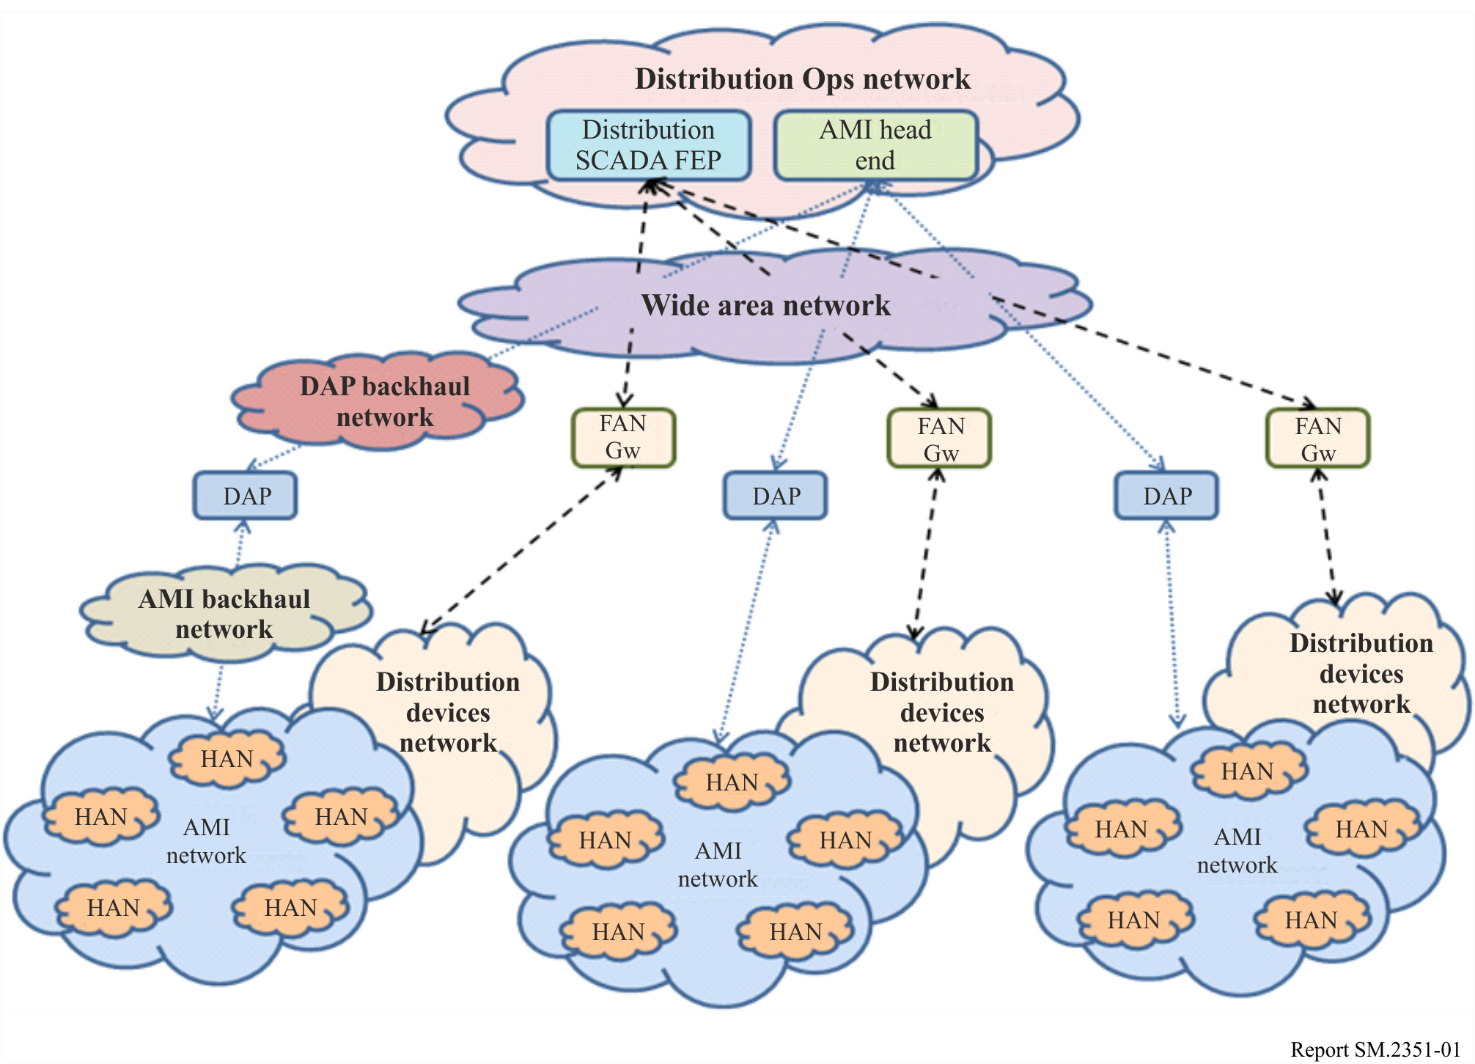 Distribution Ops network
Distribution
SCADA FEP
AMI head
end
Wide area network
DAP backhaul
network
FAN
Gw
FAN
Gw
FAN
Gw
DAP
DAP
DAP
AMI backhaul
network
Distribution
devices
network
Distribution
devices
network
Distribution
devices
network
HAN
HAN
HAN
AMI
network
HAN
HAN
HAN
HAN
HAN
AMI
network
HAN
HAN
HAN
HAN
HAN
AMI
network
HAN
HAN
Report SM.2351-01